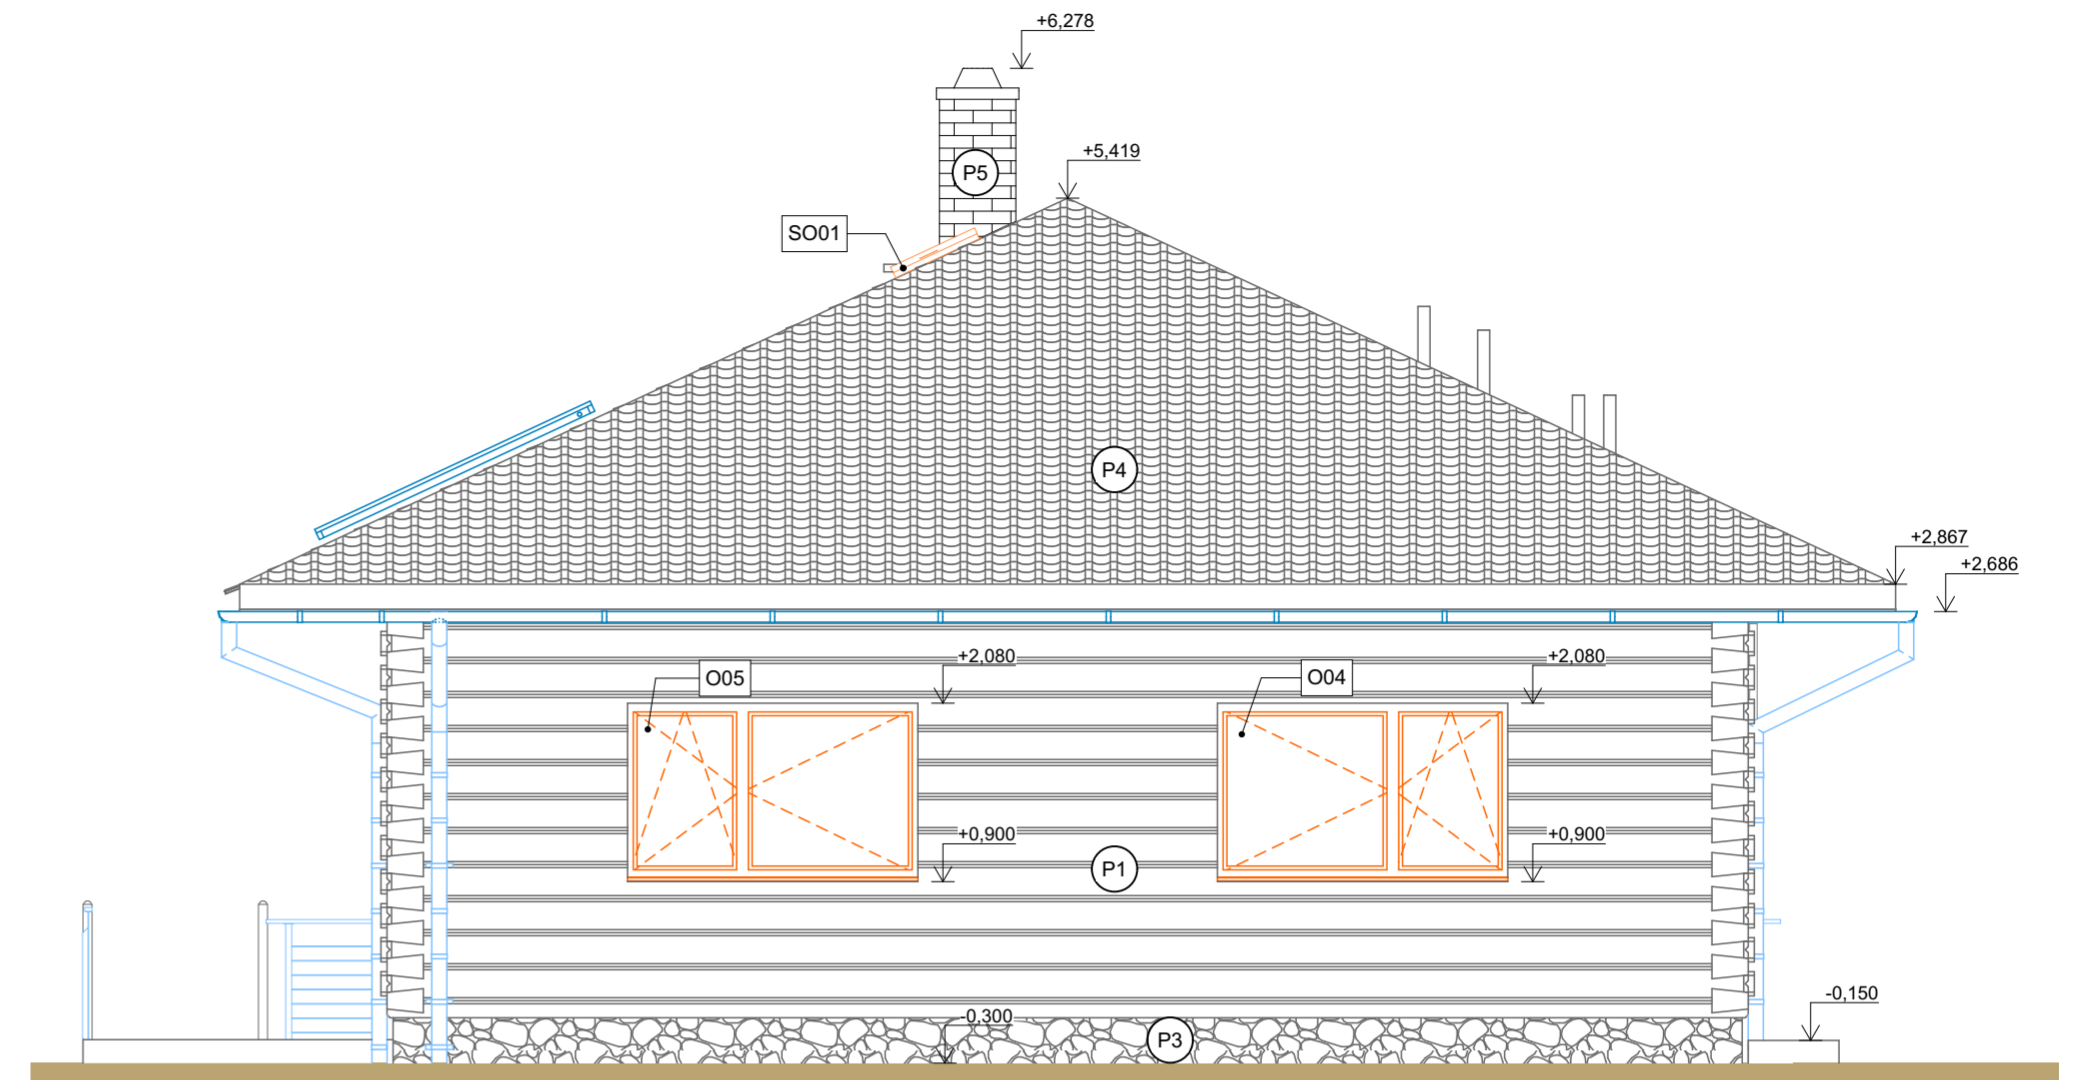 +6,278
+5,419
P5
SO01
P4
+2,867
+2,686
+2,080
+2,080
O05
O04
+0,900
+0,900
P1
-0,150
-0,300
P3